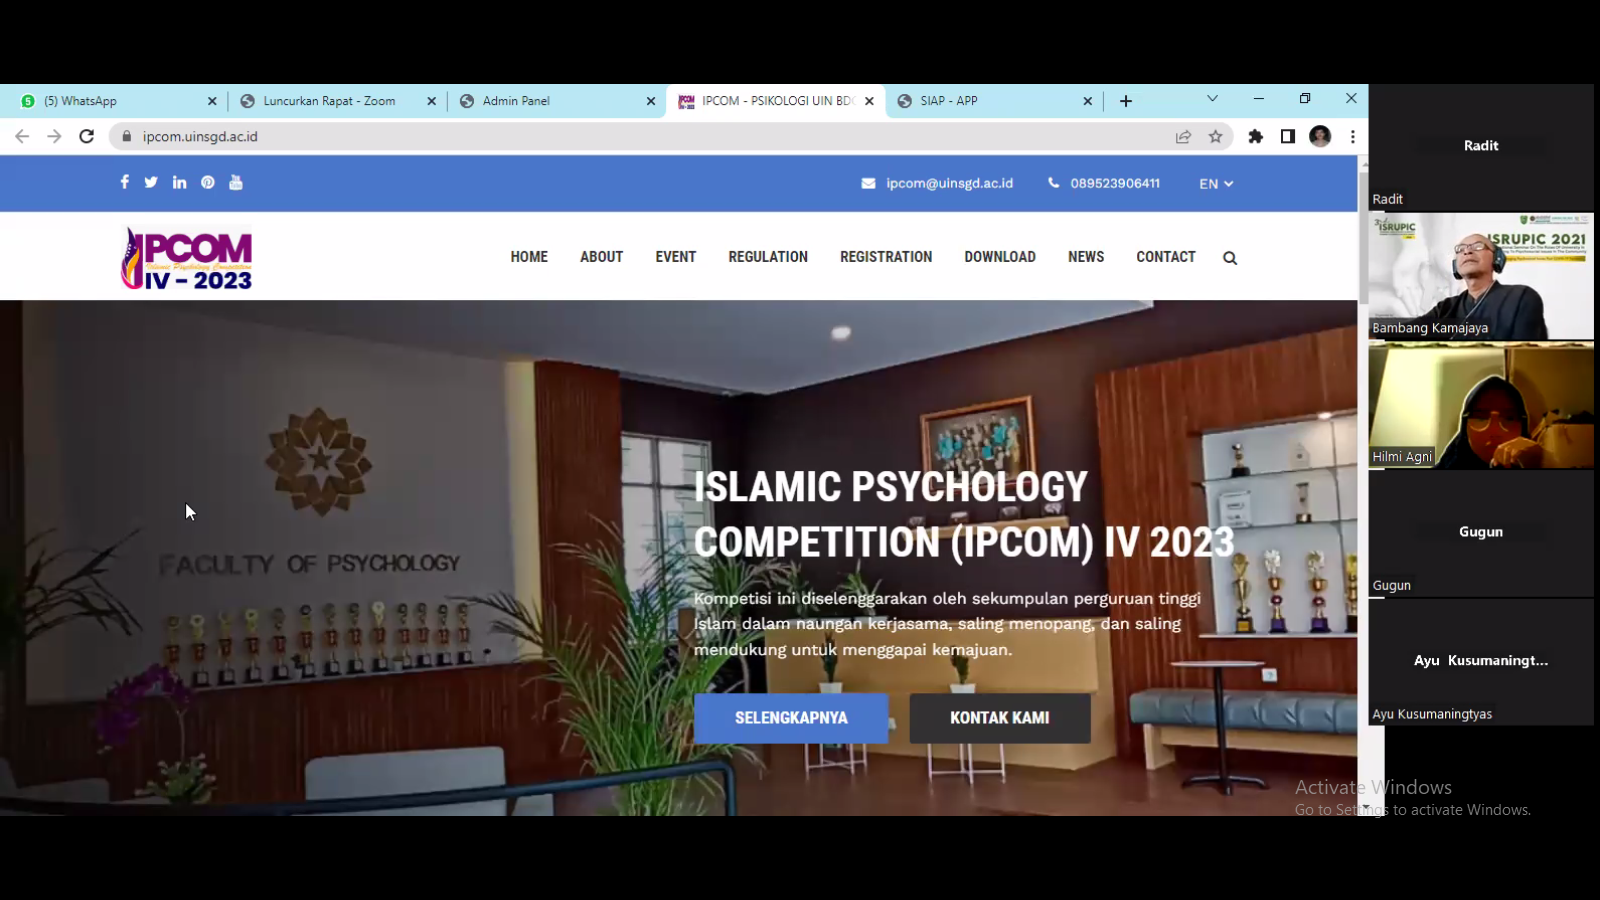 (5) WhatsApp
Luncurkan Rapat - Zoom
Admin Panel
IPCOM - PSIKOLOGI UIN BDG
SIAP - APP
ipcom.uinsgd.ac.id
ipcom@uinsgd.ac.id
089523906411
EN
IPCOM
Islamic Psychology Competition
IV – 2023
HOME
ABOUT
EVENT
REGULATION
REGISTRATION
DOWNLOAD
NEWS
CONTACT
FACULTY OF PSYCHOLOGY
ISLAMIC PSYCHOLOGY
COMPETITION (IPCOM) IV 2023
Kompetisi ini diselenggarakan oleh sekumpulan perguruan tinggi
Islam dalam naungan kerjasama, saling menopang, dan saling
mendukung untuk menggapai kemajuan.
SELENGKAPNYA
KONTAK KAMI
Radit
Radit
ISRUPIC
ISRUPIC 2021
Bambang Kamajaya
Hilmi Agni
Gugun
Gugun
Ayu Kusumaningt...
Ayu Kusumaningtyas
Activate Windows
Go to Settings to activate Windows.